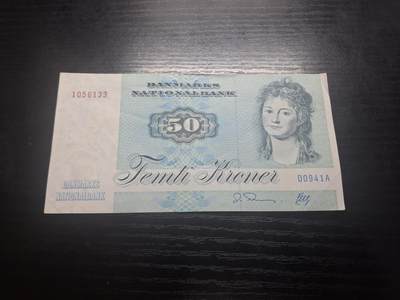 DANMARKS
NATIONALBANK
1056133
50
Femti Kroner
D0941A
DANMARKS
NATIONALBANK